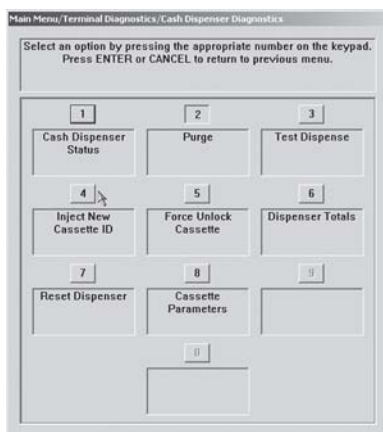 Main Menu/Terminal Diagnostics/Cash Dispenser Diagnostics
Select an option by pressing the appropriate number on the keypad.
Press ENTER or CANCEL to return to previous menu.
1
2
3
Cash Dispenser
Status
Purge
Test Dispense
4
5
6
Inject New
Cassette ID
Force Unlock
Cassette
Dispenser Totals
7
8
9
Reset Dispenser
Cassette
Parameters
0